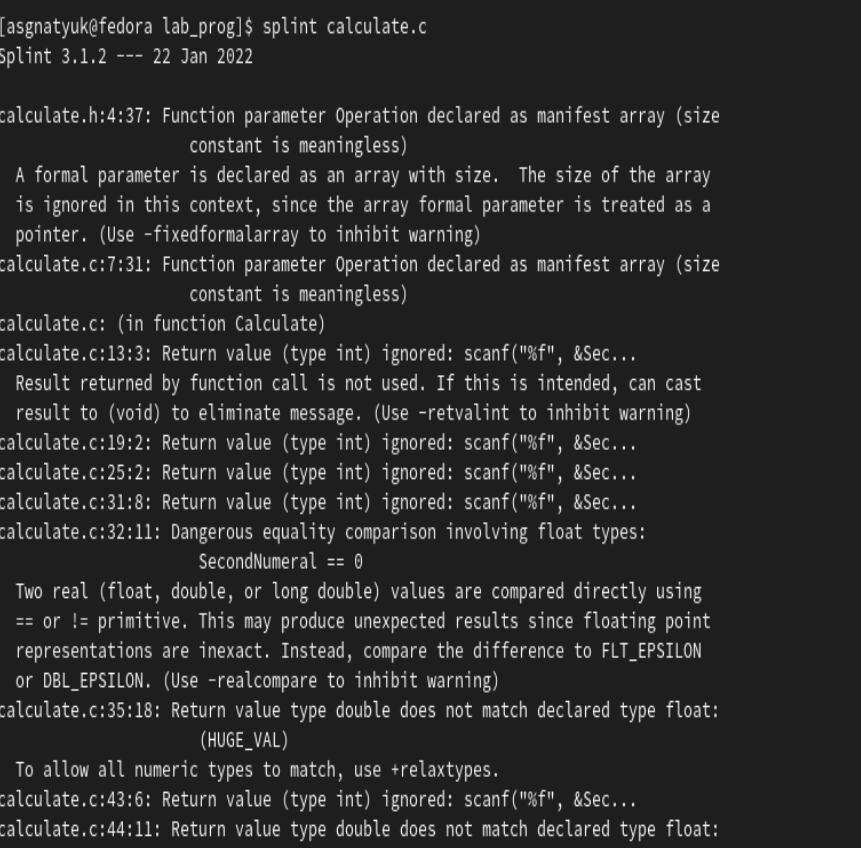 [asgnatyuk@fedora lab_prog]$ splint calculate.c
Splint 3.1.2 --- 22 Jan 2022
calculate.h:4:37: Function parameter Operation declared as manifest array (size
constant is meaningless)
A formal parameter is declared as an array with size.  The size of the array
is ignored in this context, since the array formal parameter is treated as a
pointer. (Use -fixedformalarray to inhibit warning)
calculate.c:7:31: Function parameter Operation declared as manifest array (size
constant is meaningless)
calculate.c: (in function Calculate)
calculate.c:13:3: Return value (type int) ignored: scanf("%f", &Sec...
Result returned by function call is not used. If this is intended, can cast
result to (void) to eliminate message. (Use -retvalint to inhibit warning)
calculate.c:19:2: Return value (type int) ignored: scanf("%f", &Sec...
calculate.c:25:2: Return value (type int) ignored: scanf("%f", &Sec...
calculate.c:31:8: Return value (type int) ignored: scanf("%f", &Sec...
calculate.c:32:11: Dangerous equality comparison involving float types:
SecondNumeral == 0
Two real (float, double, or long double) values are compared directly using
== or != primitive. This may produce unexpected results since floating point
representations are inexact. Instead, compare the difference to FLT_EPSILON
or DBL_EPSILON. (Use -realcompare to inhibit warning)
calculate.c:35:18: Return value type double does not match declared type float:
(HUGE_VAL)
To allow all numeric types to match, use +relaxtypes.
calculate.c:43:6: Return value (type int) ignored: scanf("%f", &Sec...
calculate.c:44:11: Return value type double does not match declared type float: